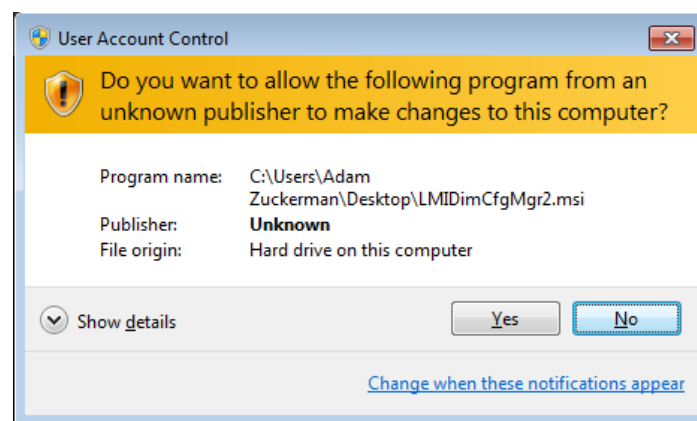 User Account Control
Do you want to allow the following program from an
unknown publisher to make changes to this computer?
Program name: C:\Users\Adam
Zuckerman\Desktop\LMIDimCfgMgr2.msi
Publisher: Unknown
File origin: Hard drive on this computer
Show details Yes No
Change when these notifications appear